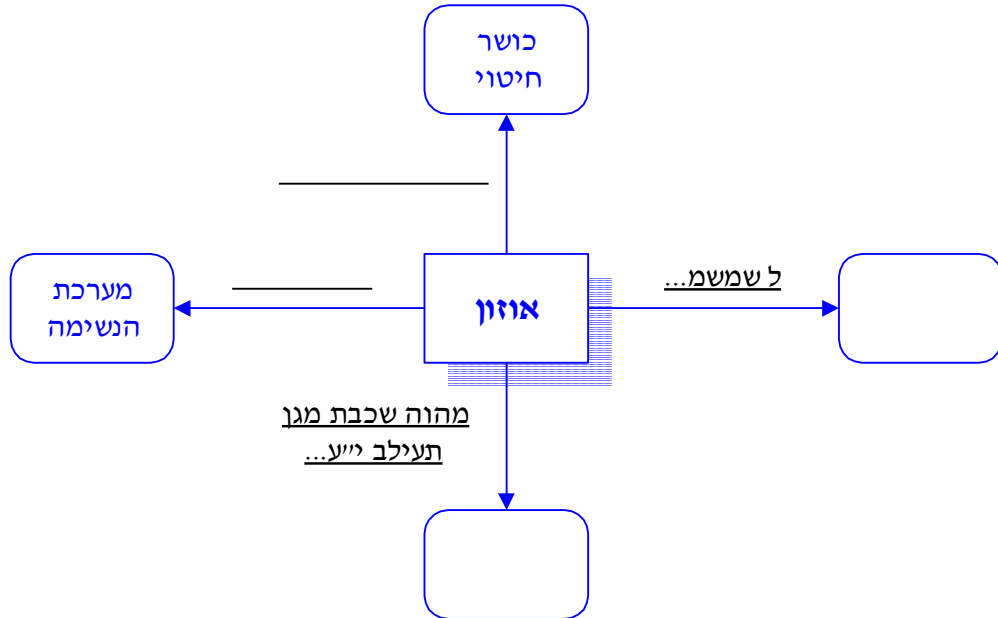 כושר
חיטוי
מערכת
הנשימה
אוזון
ל שמשמ...
מהוה שכבת מגן
תעילב י״ע...